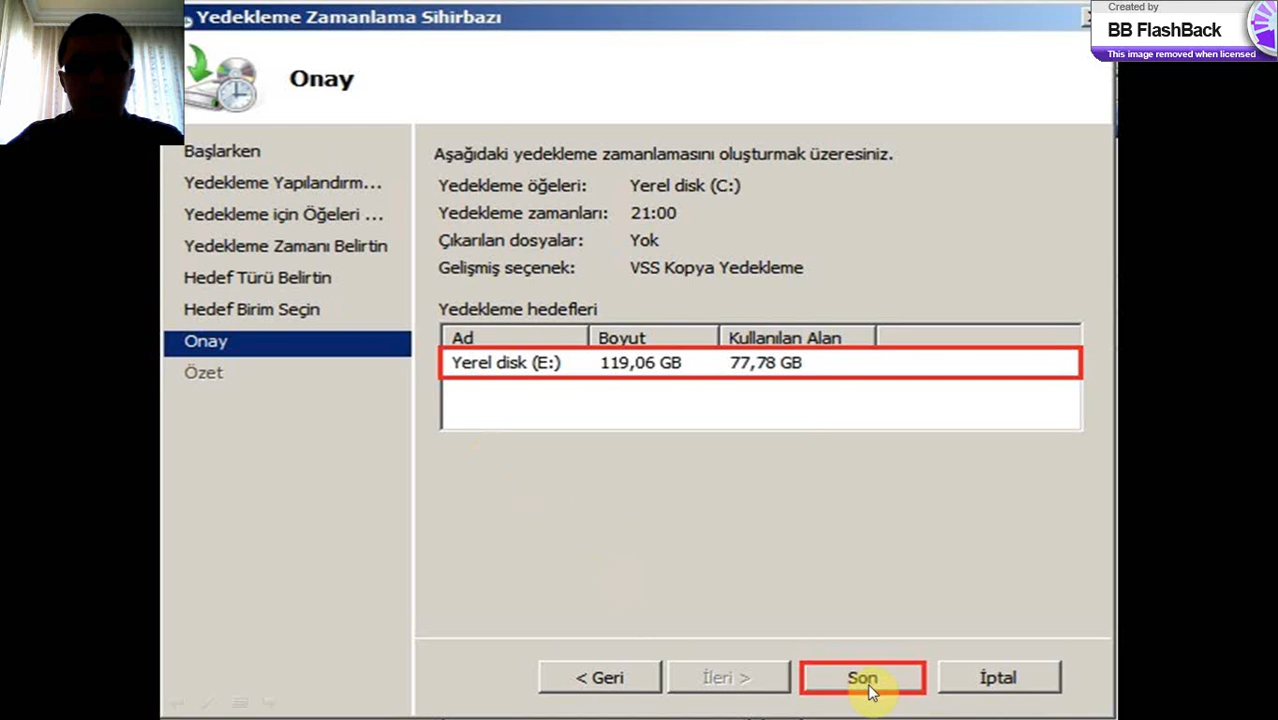 Yedekleme Zamanlama Sihirbazı
Created by
BB FlashBack
This image removed when licensed
Onay
Başlarken
Yedekleme Yapılandırm...
Yedekleme için Öğeleri ...
Yedekleme Zamanı Belirtin
Hedef Türü Belirtin
Hedef Birim Seçin
Onay
Özet
Aşağıdaki yedekleme zamanlamasını oluşturmak üzeresiniz.
Yedekleme öğeleri: Yerel disk (C:)
Yedekleme zamanları: 21:00
Çıkarılan dosyalar: Yok
Gelişmiş seçenek: VSS Kopya Yedekleme
Yedekleme hedefleri
Ad Boyut Kullanılan Alan
Yerel disk (E:) 119,06 GB 77,78 GB
< Geri İleri > Son İptal